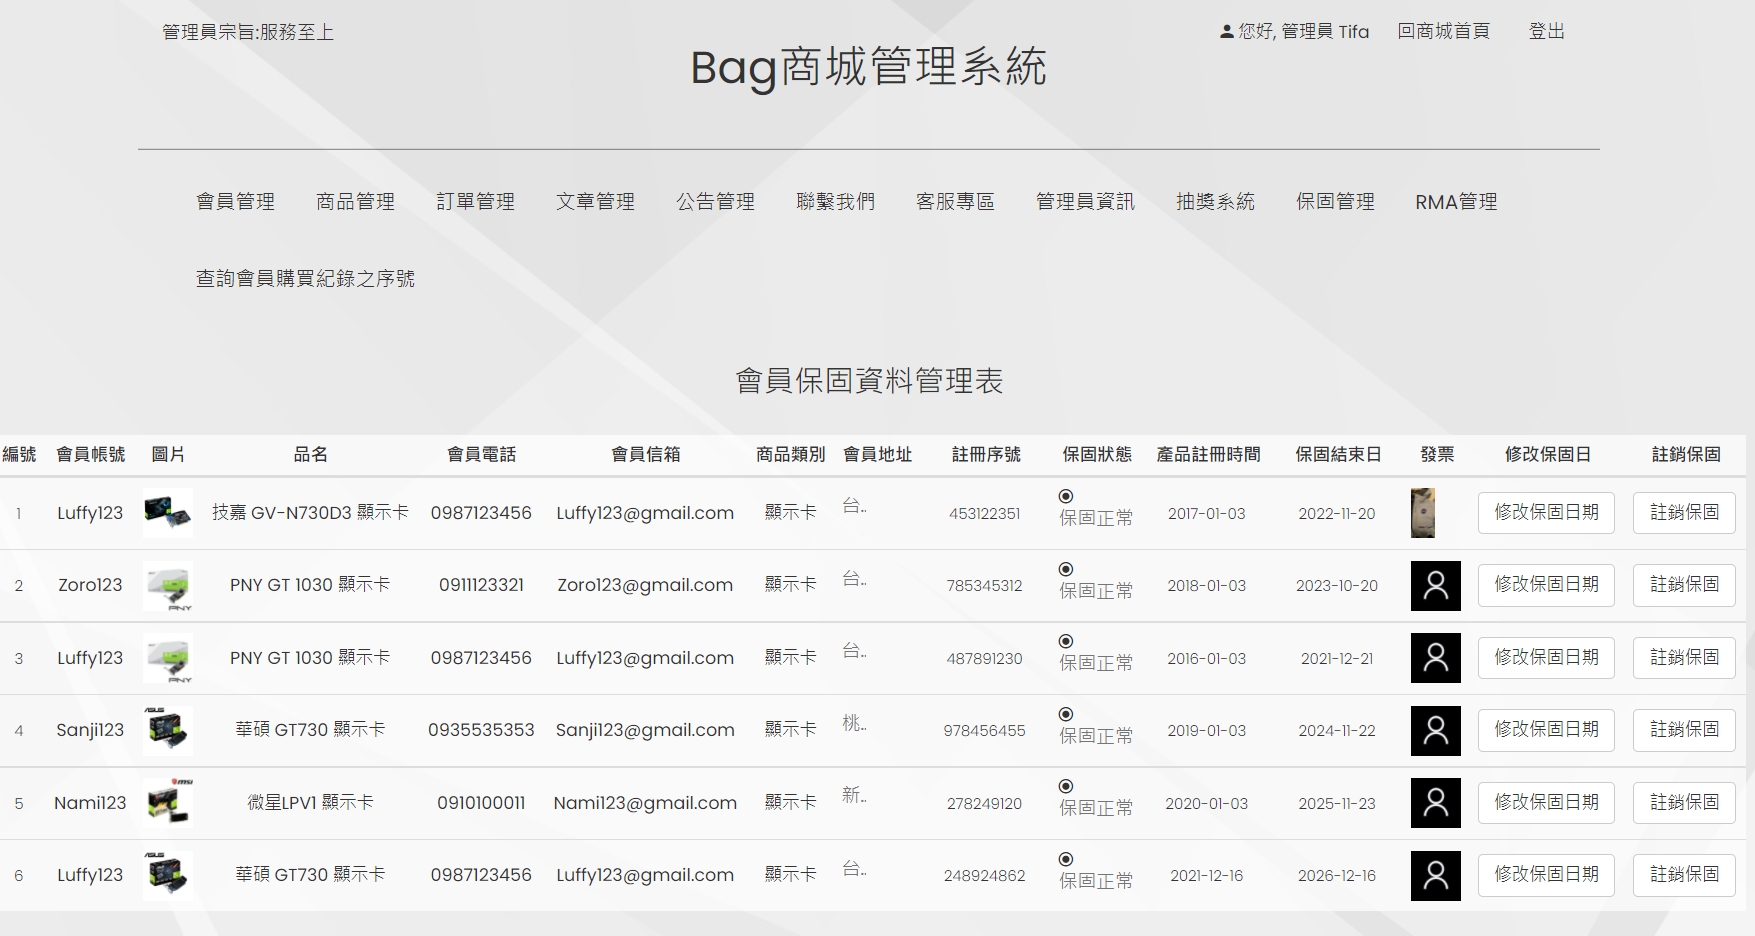 管理員宗旨:服務至上
您好, 管理員 Tifa 回商城首頁 登出
Bag商城管理系統
會員管理 商品管理 訂單管理 文章管理 公告管理 聯繫我們 客服專區 管理員資訊 抽獎系統 保固管理 RMA管理
查詢會員購買紀錄之序號
會員保固資料管理表
編號 會員帳號 圖片 品名 會員電話 會員信箱 商品類別 會員地址 註冊序號 保固狀態 產品註冊時間 保固結束日 發票 修改保固日 註銷保固
1 Luffy123 技嘉 GV-N730D3 顯示卡 0987123456 Luffy123@gmail.com 顯示卡 台.. 453122351 保固正常 2017-01-03 2022-11-20 修改保固日期 註銷保固
2 Zoro123 PNY PNY GT 1030 顯示卡 0911123321 Zoro123@gmail.com 顯示卡 台.. 785345312 保固正常 2018-01-03 2023-10-20 修改保固日期 註銷保固
3 Luffy123 PNY PNY GT 1030 顯示卡 0987123456 Luffy123@gmail.com 顯示卡 台.. 487891230 保固正常 2016-01-03 2021-12-21 修改保固日期 註銷保固
4 Sanji123 ASUS 華碩 GT730 顯示卡 0935535353 Sanji123@gmail.com 顯示卡 桃.. 978456455 保固正常 2019-01-03 2024-11-22 修改保固日期 註銷保固
5 Nami123 msi 微星LPV1 顯示卡 0910100011 Nami123@gmail.com 顯示卡 新.. 278249120 保固正常 2020-01-03 2025-11-23 修改保固日期 註銷保固
6 Luffy123 ASUS 華碩 GT730 顯示卡 0987123456 Luffy123@gmail.com 顯示卡 台.. 248924862 保固正常 2021-12-16 2026-12-16 修改保固日期 註銷保固